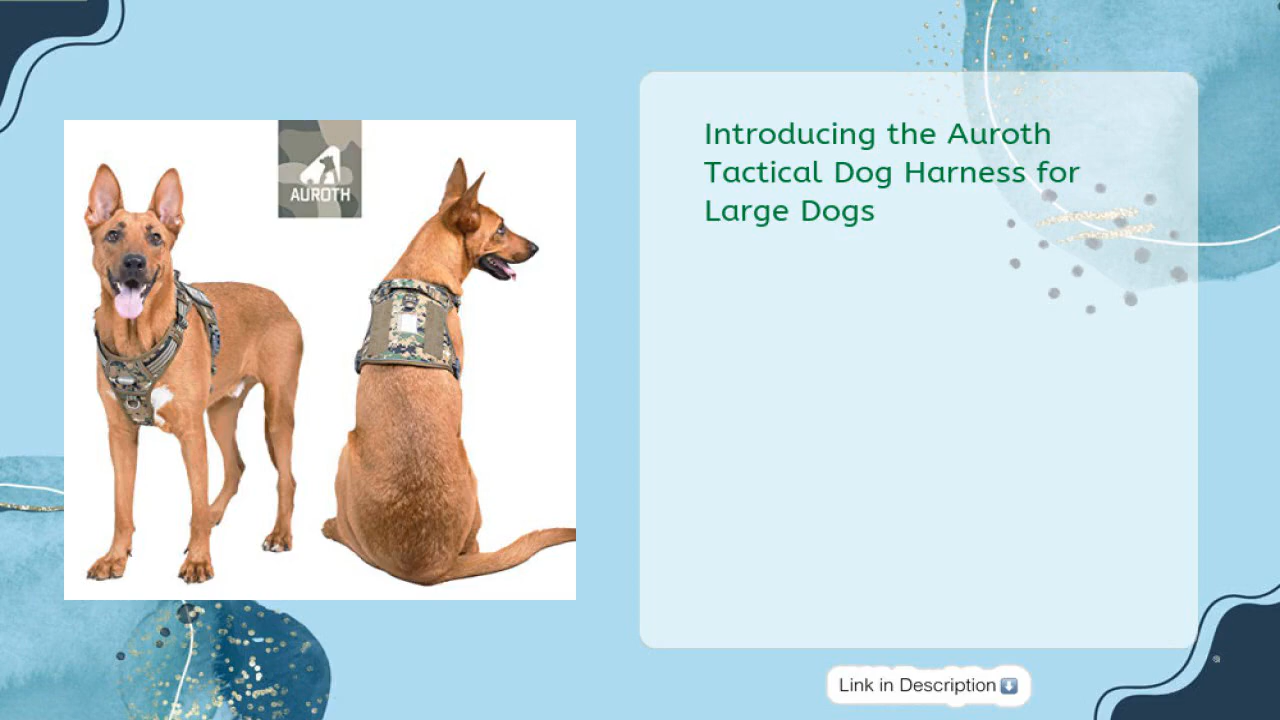 AUROTH
Introducing the Auroth
Tactical Dog Harness for
Large Dogs
Link in Description ⬇️